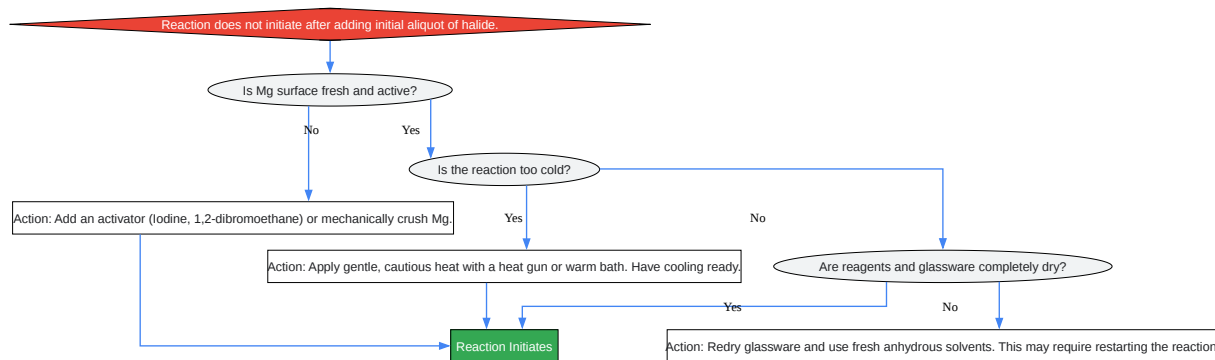 Reaction does not initiate after adding initial aliquot of halide.
Is Mg surface fresh and active?
No
Yes
Is the reaction too cold?
Action: Add an activator (Iodine, 1,2-dibromoethane) or mechanically crush Mg.
Yes
No
Action: Apply gentle, cautious heat with a heat gun or warm bath. Have cooling ready.
Are reagents and glassware completely dry?
Yes
No
Reaction Initiates
Action: Redry glassware and use fresh anhydrous solvents. This may require restarting the reaction